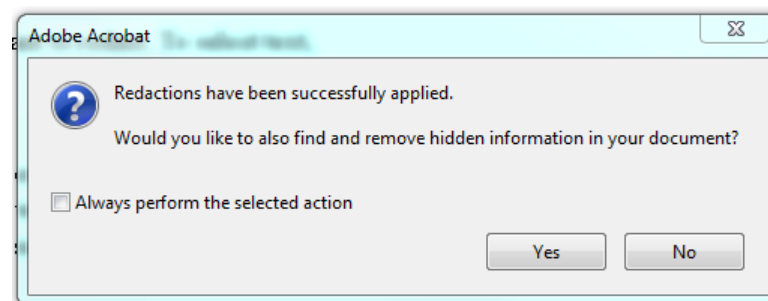 Adobe Acrobat
Redactions have been successfully applied.
Would you like to also find and remove hidden information in your document?
Always perform the selected action
Yes
No